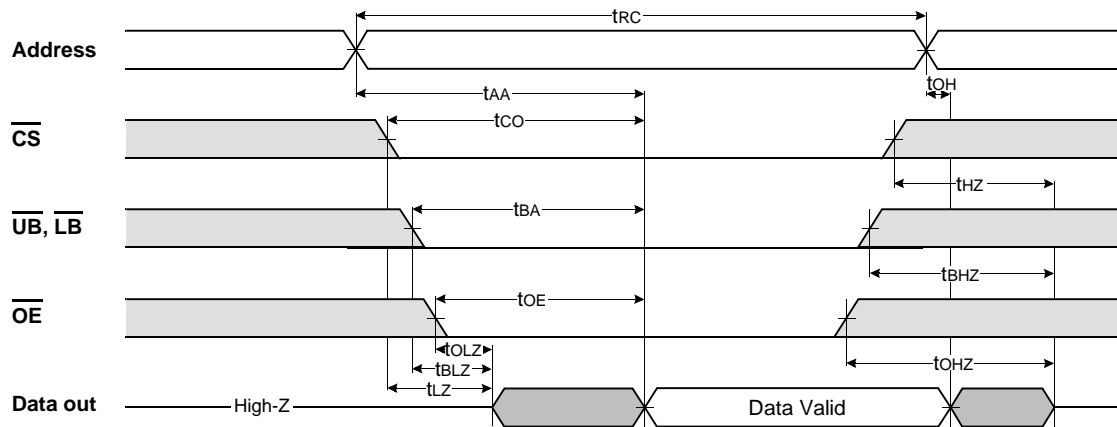 tRC
Address
tOH
tAA
CS
tCO
tHZ
UB, LB
tBA
tBHZ
OE
tOE
tOLZ
tOHZ
tBLZ
tLZ
Data out
High-Z
Data Valid